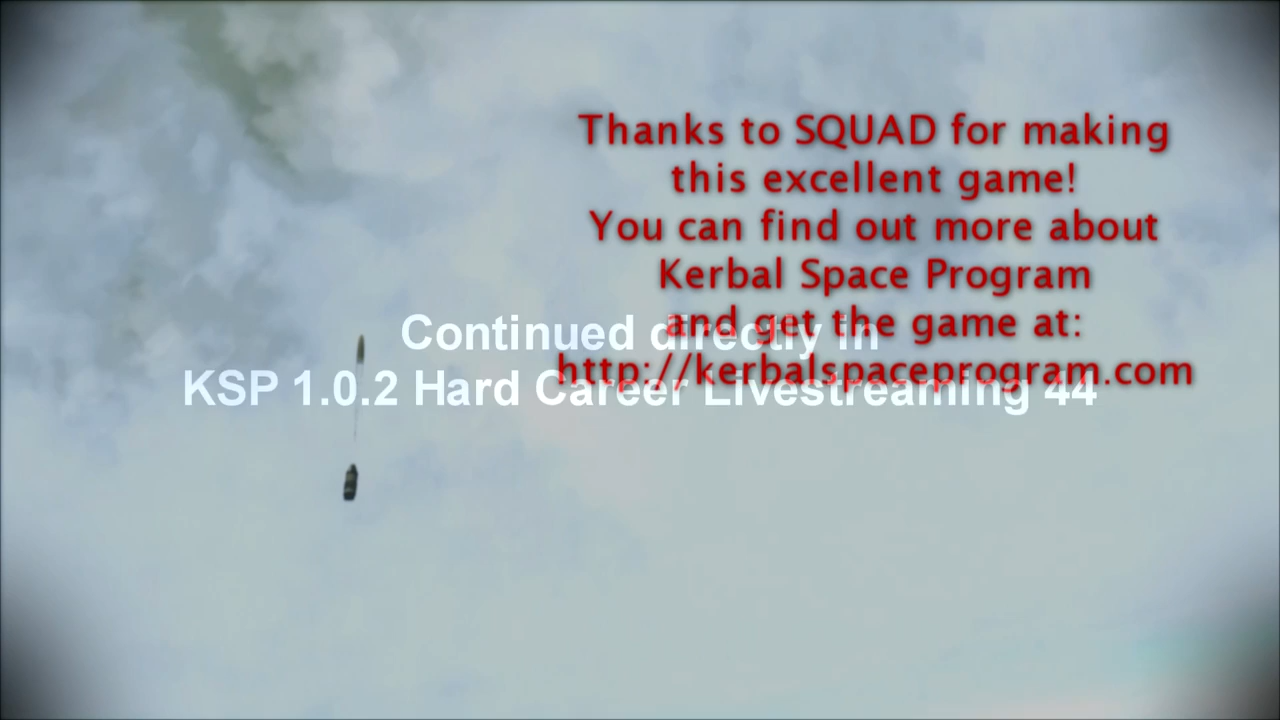 Thanks to SQUAD for making
this excellent game!
You can find out more about
Kerbal Space Program
and get the game at:
http://kerbalspaceprogram.com
Continued directly in
KSP 1.0.2 Hard Career Livestreaming 44